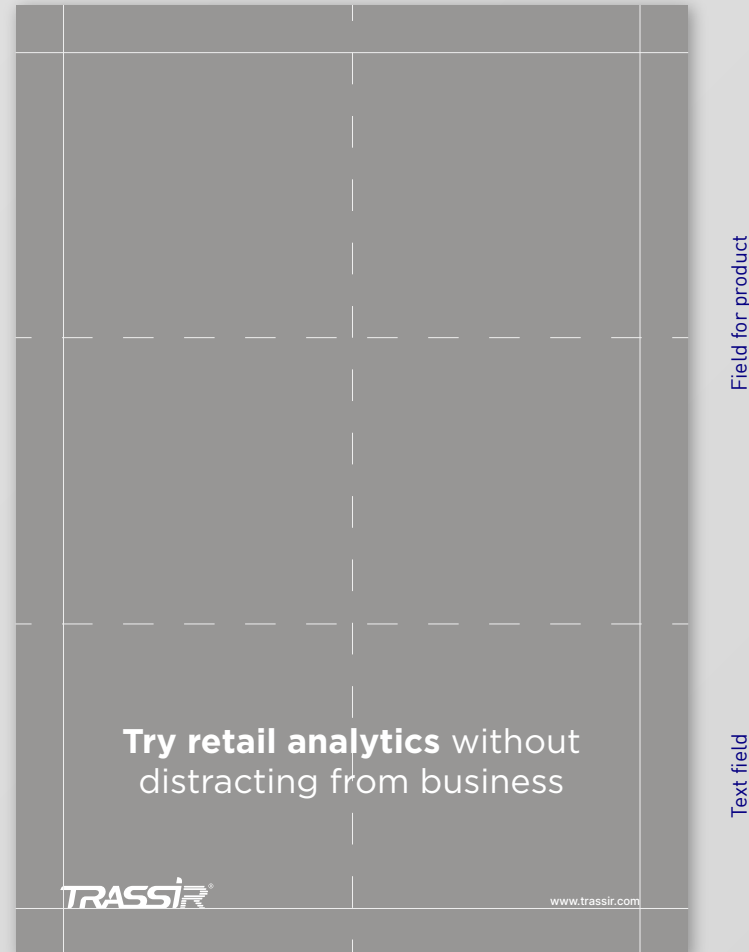 Field for product
Try retail analytics without
distracting from business
Text field
TRASSIR®
www.trassir.com